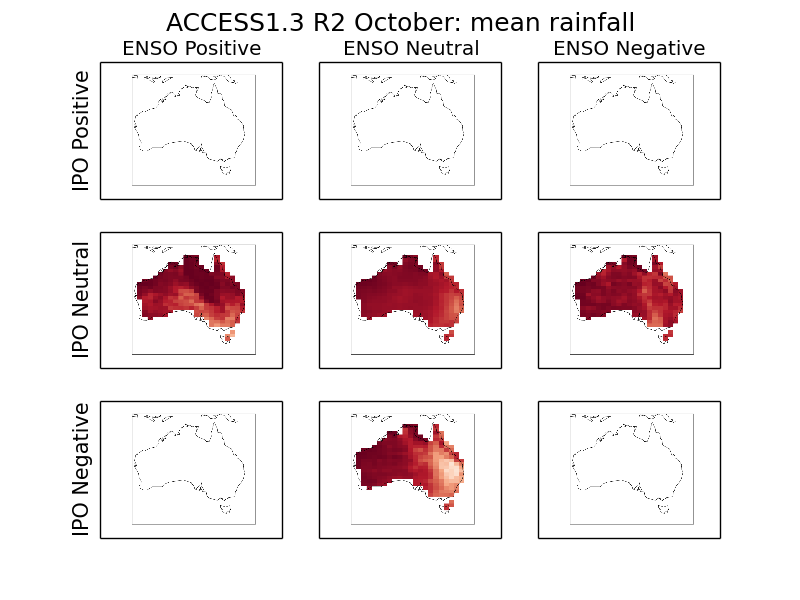 ACCESS1.3 R2 October: mean rainfall
ENSO Positive
ENSO Neutral
ENSO Negative
IPO Positive
IPO Neutral
IPO Negative